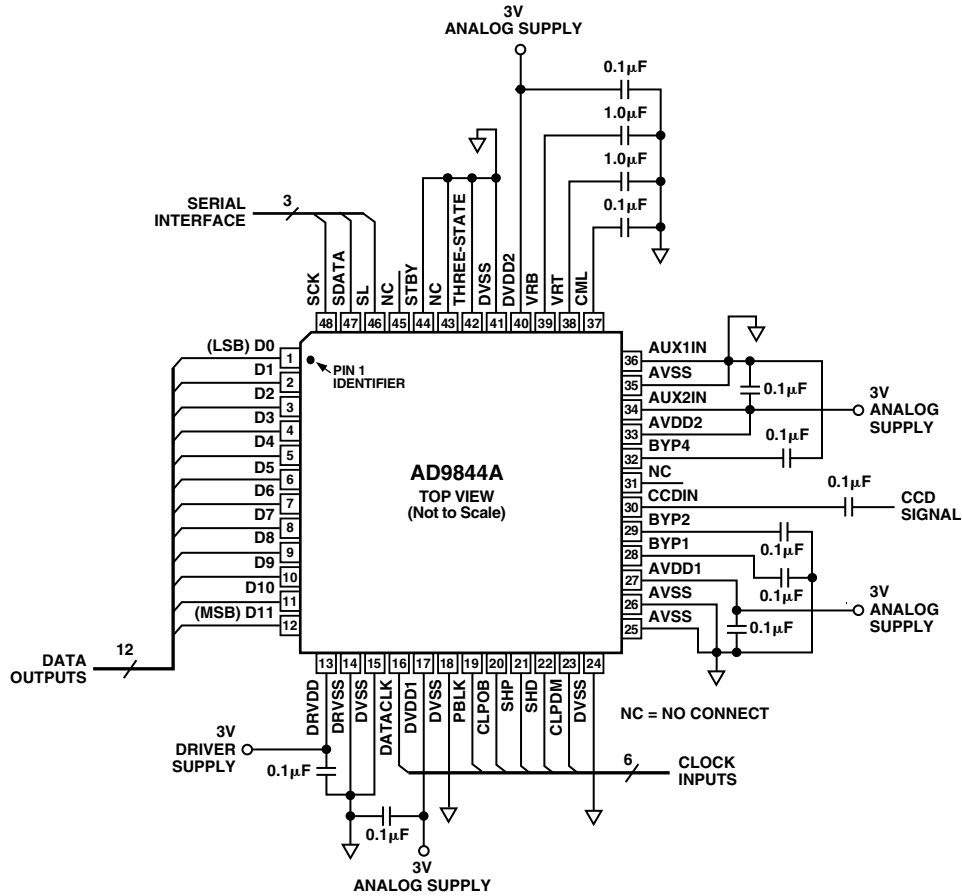 3V
ANALOG SUPPLY
0.1μF
1.0μF
1.0μF
0.1μF
SERIAL
INTERFACE
3
SCK
SDATA
SL
NC
STBY
NC
THREE-STATE
DVSS
DVDD2
VRB
VRT
CML
48 47 46 45 44 43 42 41 40 39 38 37
(LSB) D0 1
D1 2
D2 3
D3 4
D4 5
D5 6
D6 7
D7 8
D8 9
D9 10
D10 11
(MSB) D11 12
PIN 1
IDENTIFIER
AD9844A
TOP VIEW
(Not to Scale)
36 AUX1IN
35 AVSS
34 AUX2IN
33 AVDD2
32 BYP4
31 NC
30 CCDIN
29 BYP2
28 BYP1
27 AVDD1
26 AVSS
25 AVSS
0.1μF
3V
ANALOG
SUPPLY
0.1μF
0.1μF
CCD
SIGNAL
0.1μF
0.1μF
3V
ANALOG
SUPPLY
0.1μF
12
DATA
OUTPUTS
13 14 15 16 17 18 19 20 21 22 23 24
DRVDD
DRVSS
DVSS
DATACLK
DVDD1
DVSS
PBLK
CLPOB
SHP
SHD
CLPDM
DVSS
NC = NO CONNECT
3V
DRIVER
SUPPLY
0.1μF
6
CLOCK
INPUTS
0.1μF
3V
ANALOG SUPPLY